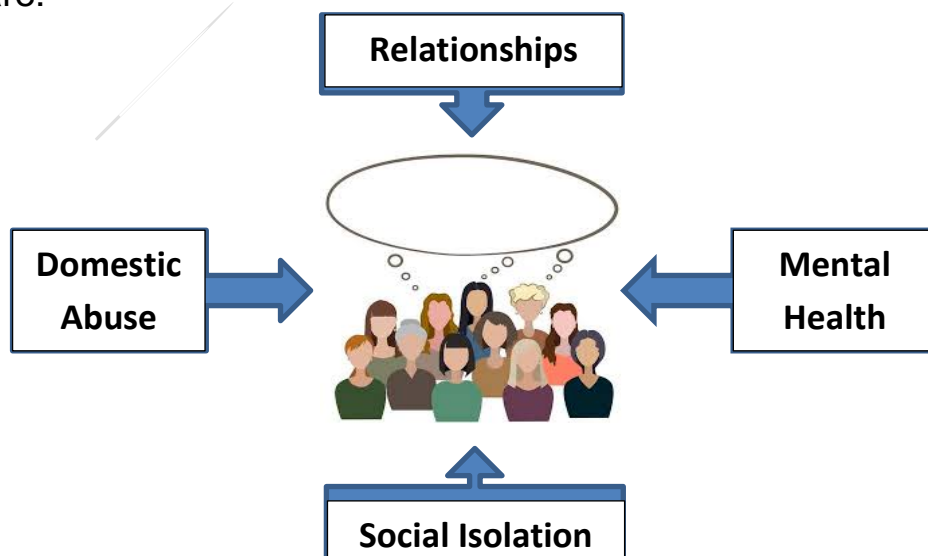 Relationships
Domestic
Abuse
Mental
Health
Social Isolation